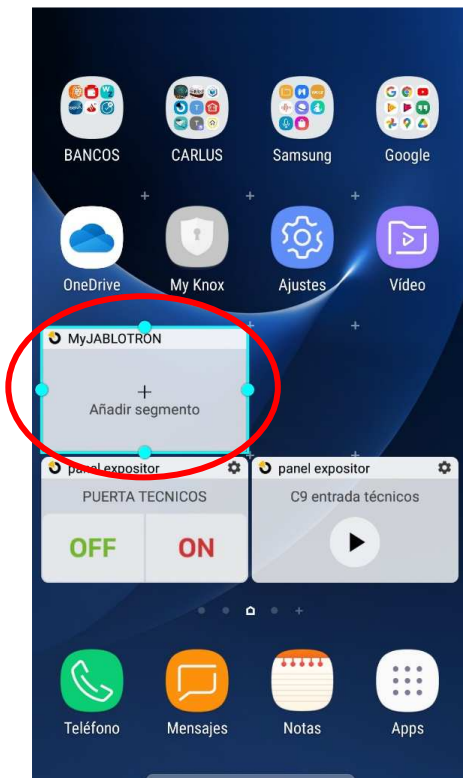 BANCOS
CARLUS
Samsung
Google
OneDrive
My Knox
Ajustes
Vídeo
MyJABLOTRON
Añadir segmento
panel expositor
panel expositor
PUERTA TECNICOS
C9 entrada técnicos
OFF
ON
Teléfono
Mensajes
Notas
Apps